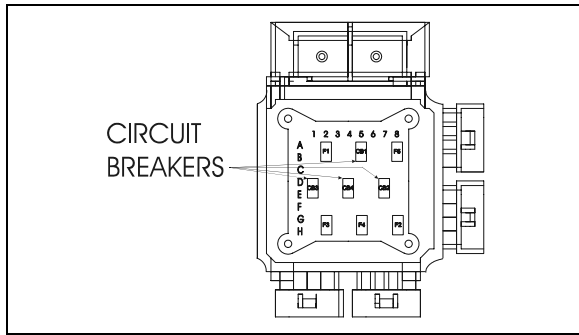 CIRCUIT
BREAKERS
1 2 3 4 5 6 7 8
A
B
C
D
E
F
G
H
F1 CB1 F5
CB3 CB4 CB2
F3 F4 F2